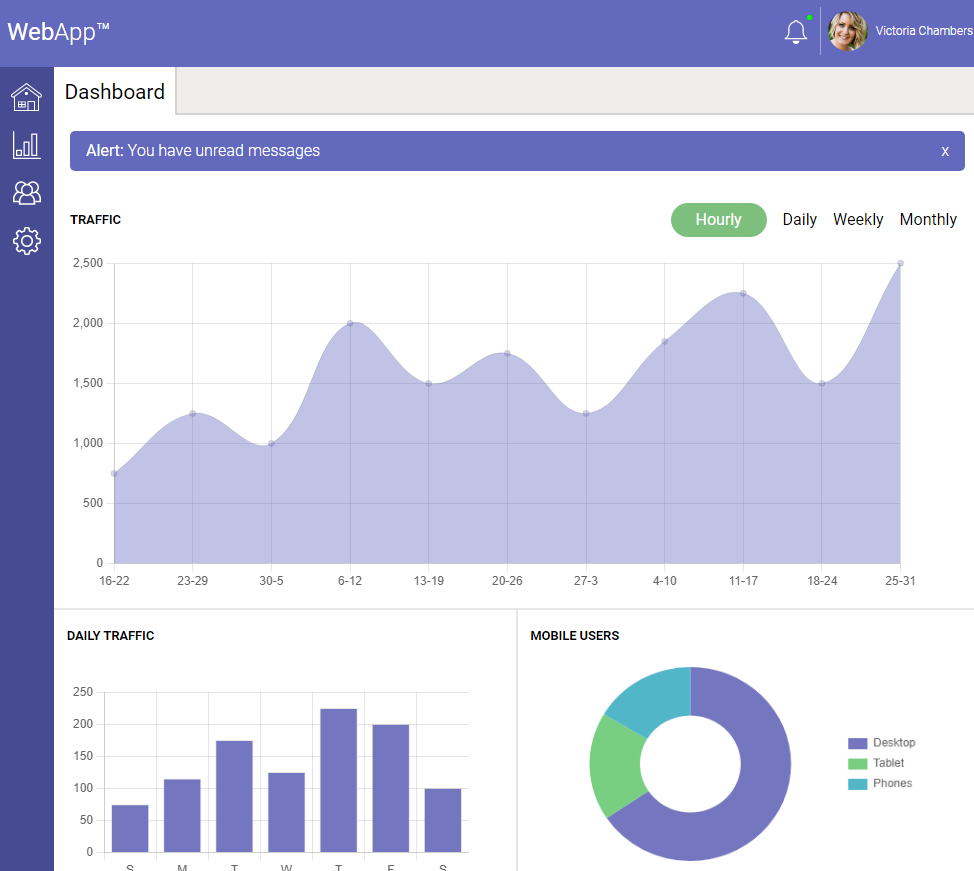 WebApp™
Victoria Chambers
Dashboard
Alert: You have unread messages x
TRAFFIC
Hourly Daily Weekly Monthly
2,500
2,000
1,500
1,000
500
0
16-22 23-29 30-5 6-12 13-19 20-26 27-3 4-10 11-17 18-24 25-31
DAILY TRAFFIC
250
200
150
100
50
0
S M T W T F S
MOBILE USERS
Desktop
Tablet
Phones